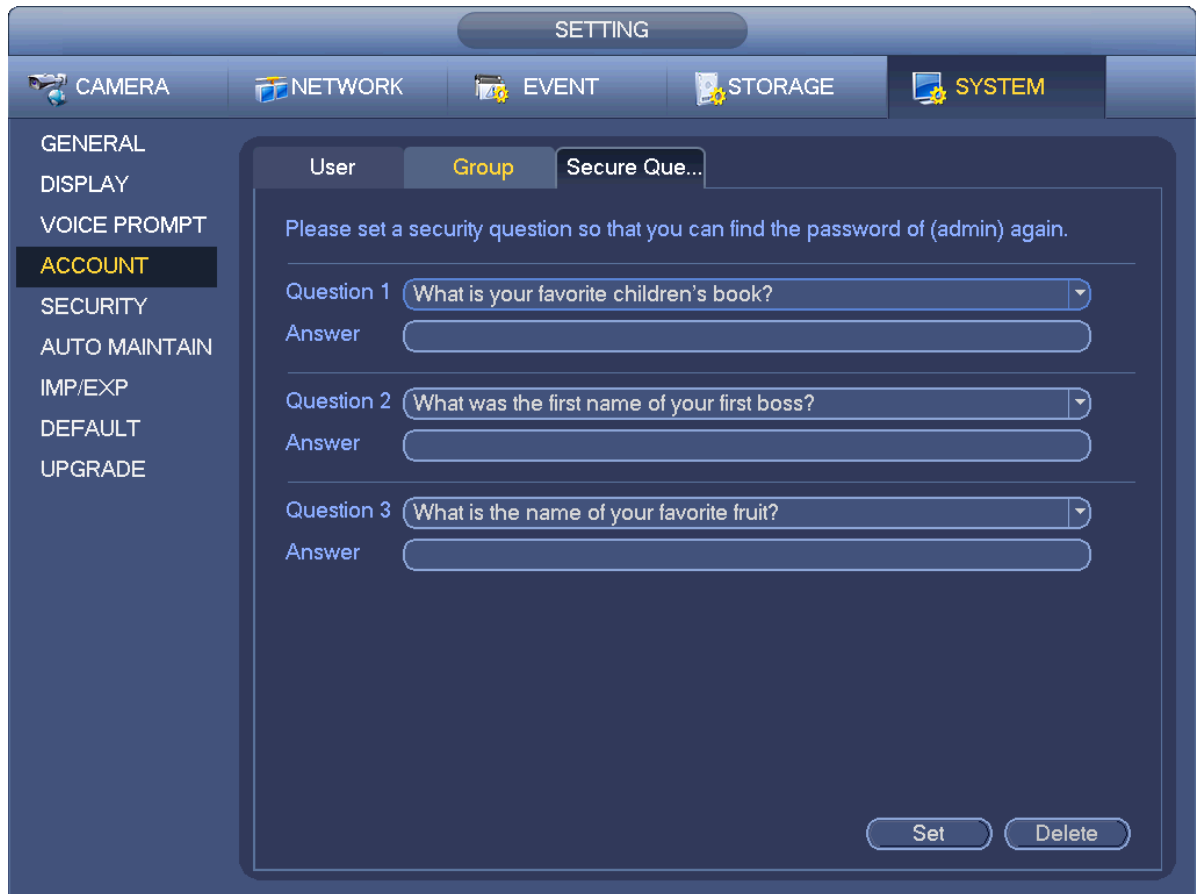 SETTING
CAMERA NETWORK EVENT STORAGE SYSTEM
GENERAL
DISPLAY
VOICE PROMPT
ACCOUNT
SECURITY
AUTO MAINTAIN
IMP/EXP
DEFAULT
UPGRADE
User Group Secure Que...
Please set a security question so that you can find the password of (admin) again.
Question 1 What is your favorite children's book?
Answer
Question 2 What was the first name of your first boss?
Answer
Question 3 What is the name of your favorite fruit?
Answer
Set Delete